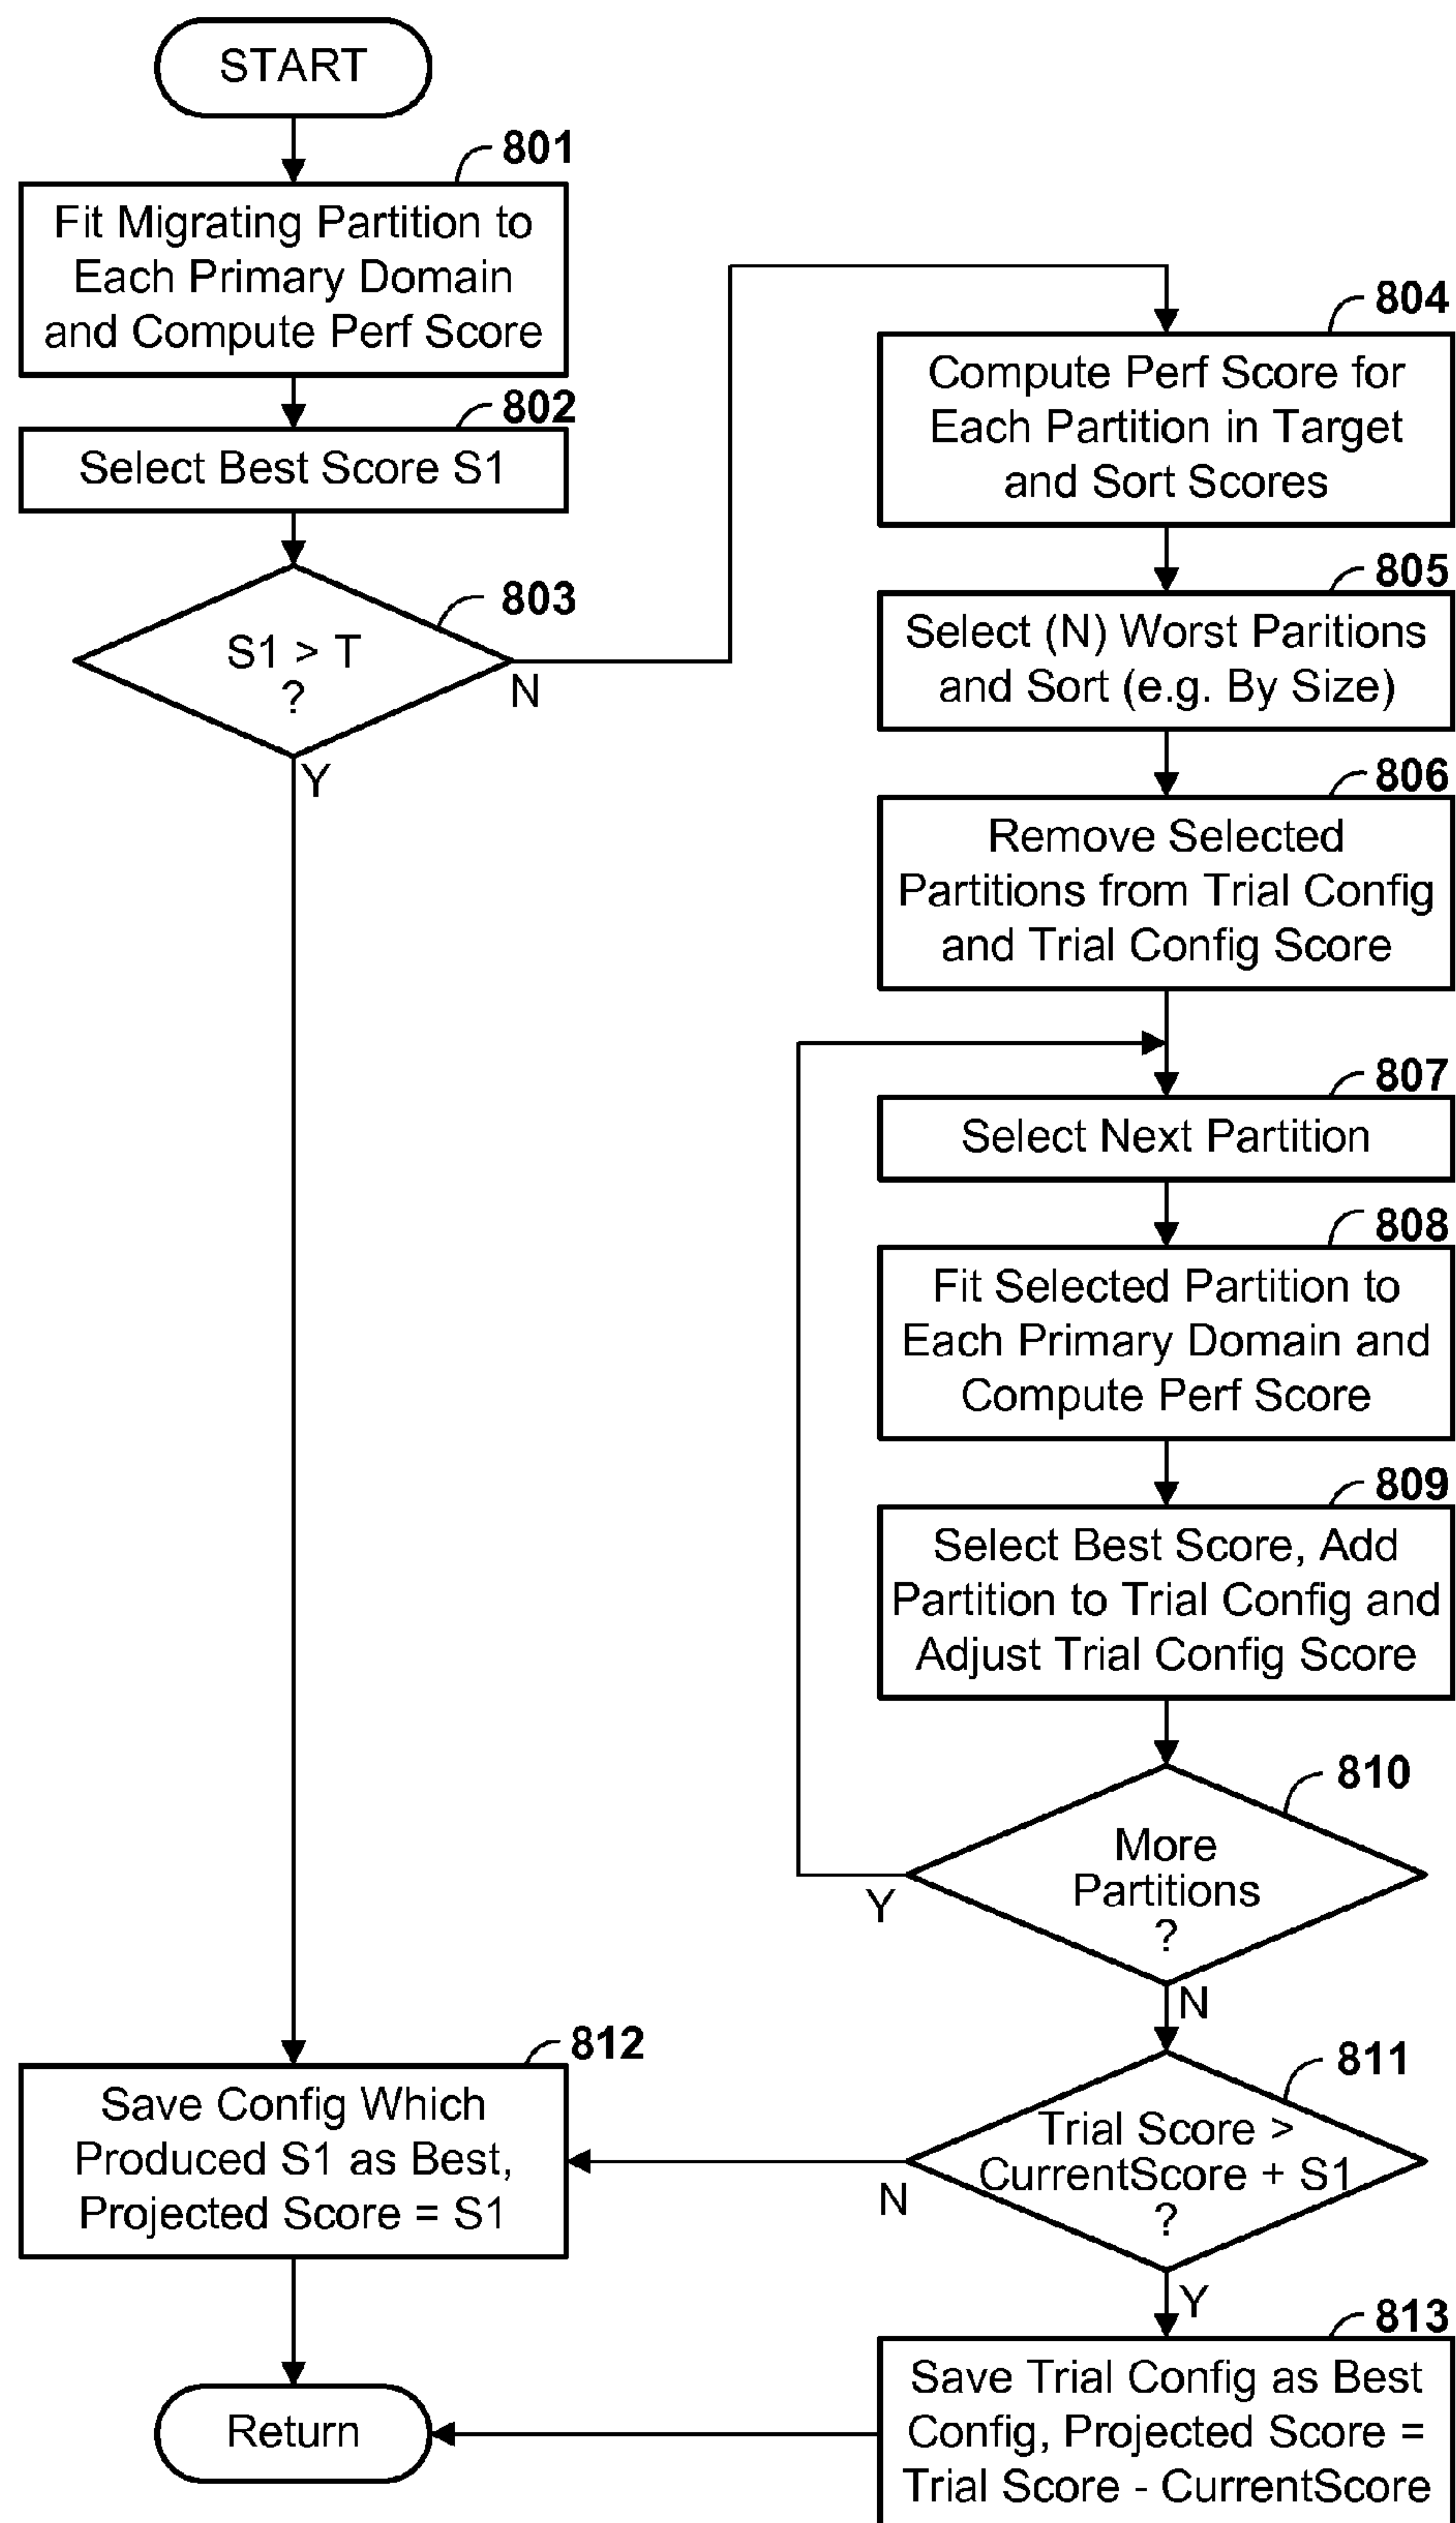 START
801
Fit Migrating Partition to
Each Primary Domain
and Compute Perf Score
802
Select Best Score S1
803
S1 > T
?
N
Y
804
Compute Perf Score for
Each Partition in Target
and Sort Scores
805
Select (N) Worst Paritions
and Sort (e.g. By Size)
806
Remove Selected
Partitions from Trial Config
and Trial Config Score
807
Select Next Partition
808
Fit Selected Partition to
Each Primary Domain and
Compute Perf Score
809
Select Best Score, Add
Partition to Trial Config and
Adjust Trial Config Score
810
More
Partitions
?
Y
N
811
Trial Score >
CurrentScore + S1
?
N
Y
812
Save Config Which
Produced S1 as Best,
Projected Score = S1
813
Save Trial Config as Best
Config, Projected Score =
Trial Score - CurrentScore
Return